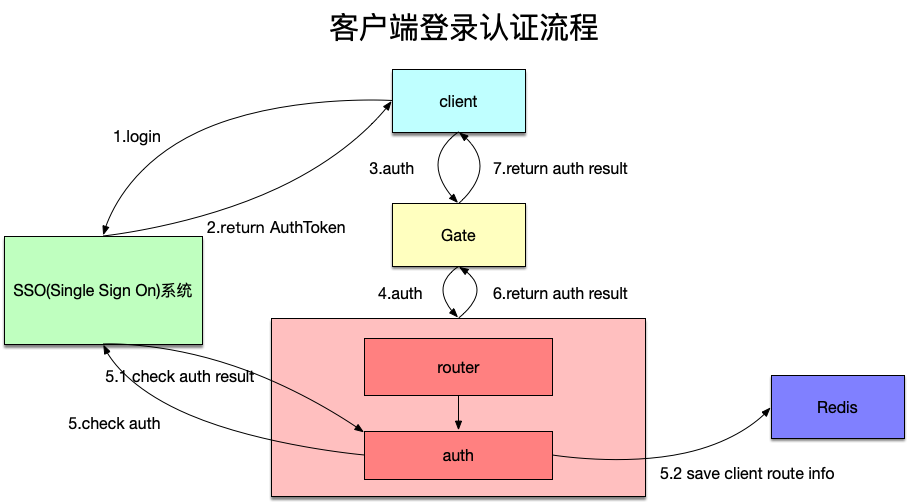 客户端登录认证流程
client
1.login
3.auth
7.return auth result
2.return AuthToken
Gate
SSO(Single Sign On)系统
4.auth
6.return auth result
router
5.1 check auth result
Redis
5.check auth
auth
5.2 save client route info